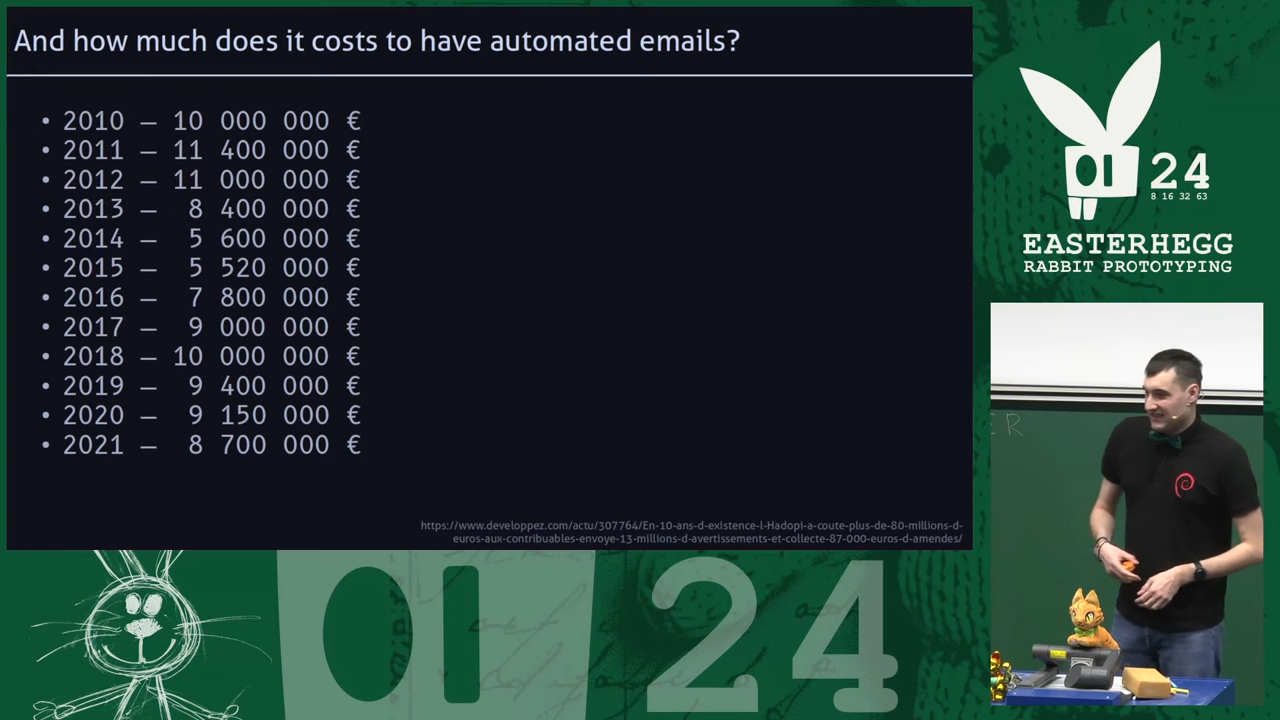 And how much does it costs to have automated emails?
• 2010 – 10 000 000 €
• 2011 – 11 400 000 €
• 2012 – 11 000 000 €
• 2013 – 8 400 000 €
• 2014 – 5 600 000 €
• 2015 – 5 520 000 €
• 2016 – 7 800 000 €
• 2017 – 9 000 000 €
• 2018 – 10 000 000 €
• 2019 – 9 400 000 €
• 2020 – 9 150 000 €
• 2021 – 8 700 000 €
https://www.developpez.com/actu/307764/En-10-ans-d-existence-l-Hadopi-a-coute-plus-de-80-millions-d-
euros-aux-contribuables-envoye-13-millions-d-avertissements-et-collecte-87-000-euros-d-amendes/
24
8 16 32 63
EASTERHEGG
RABBIT PROTOTYPING
ER
24